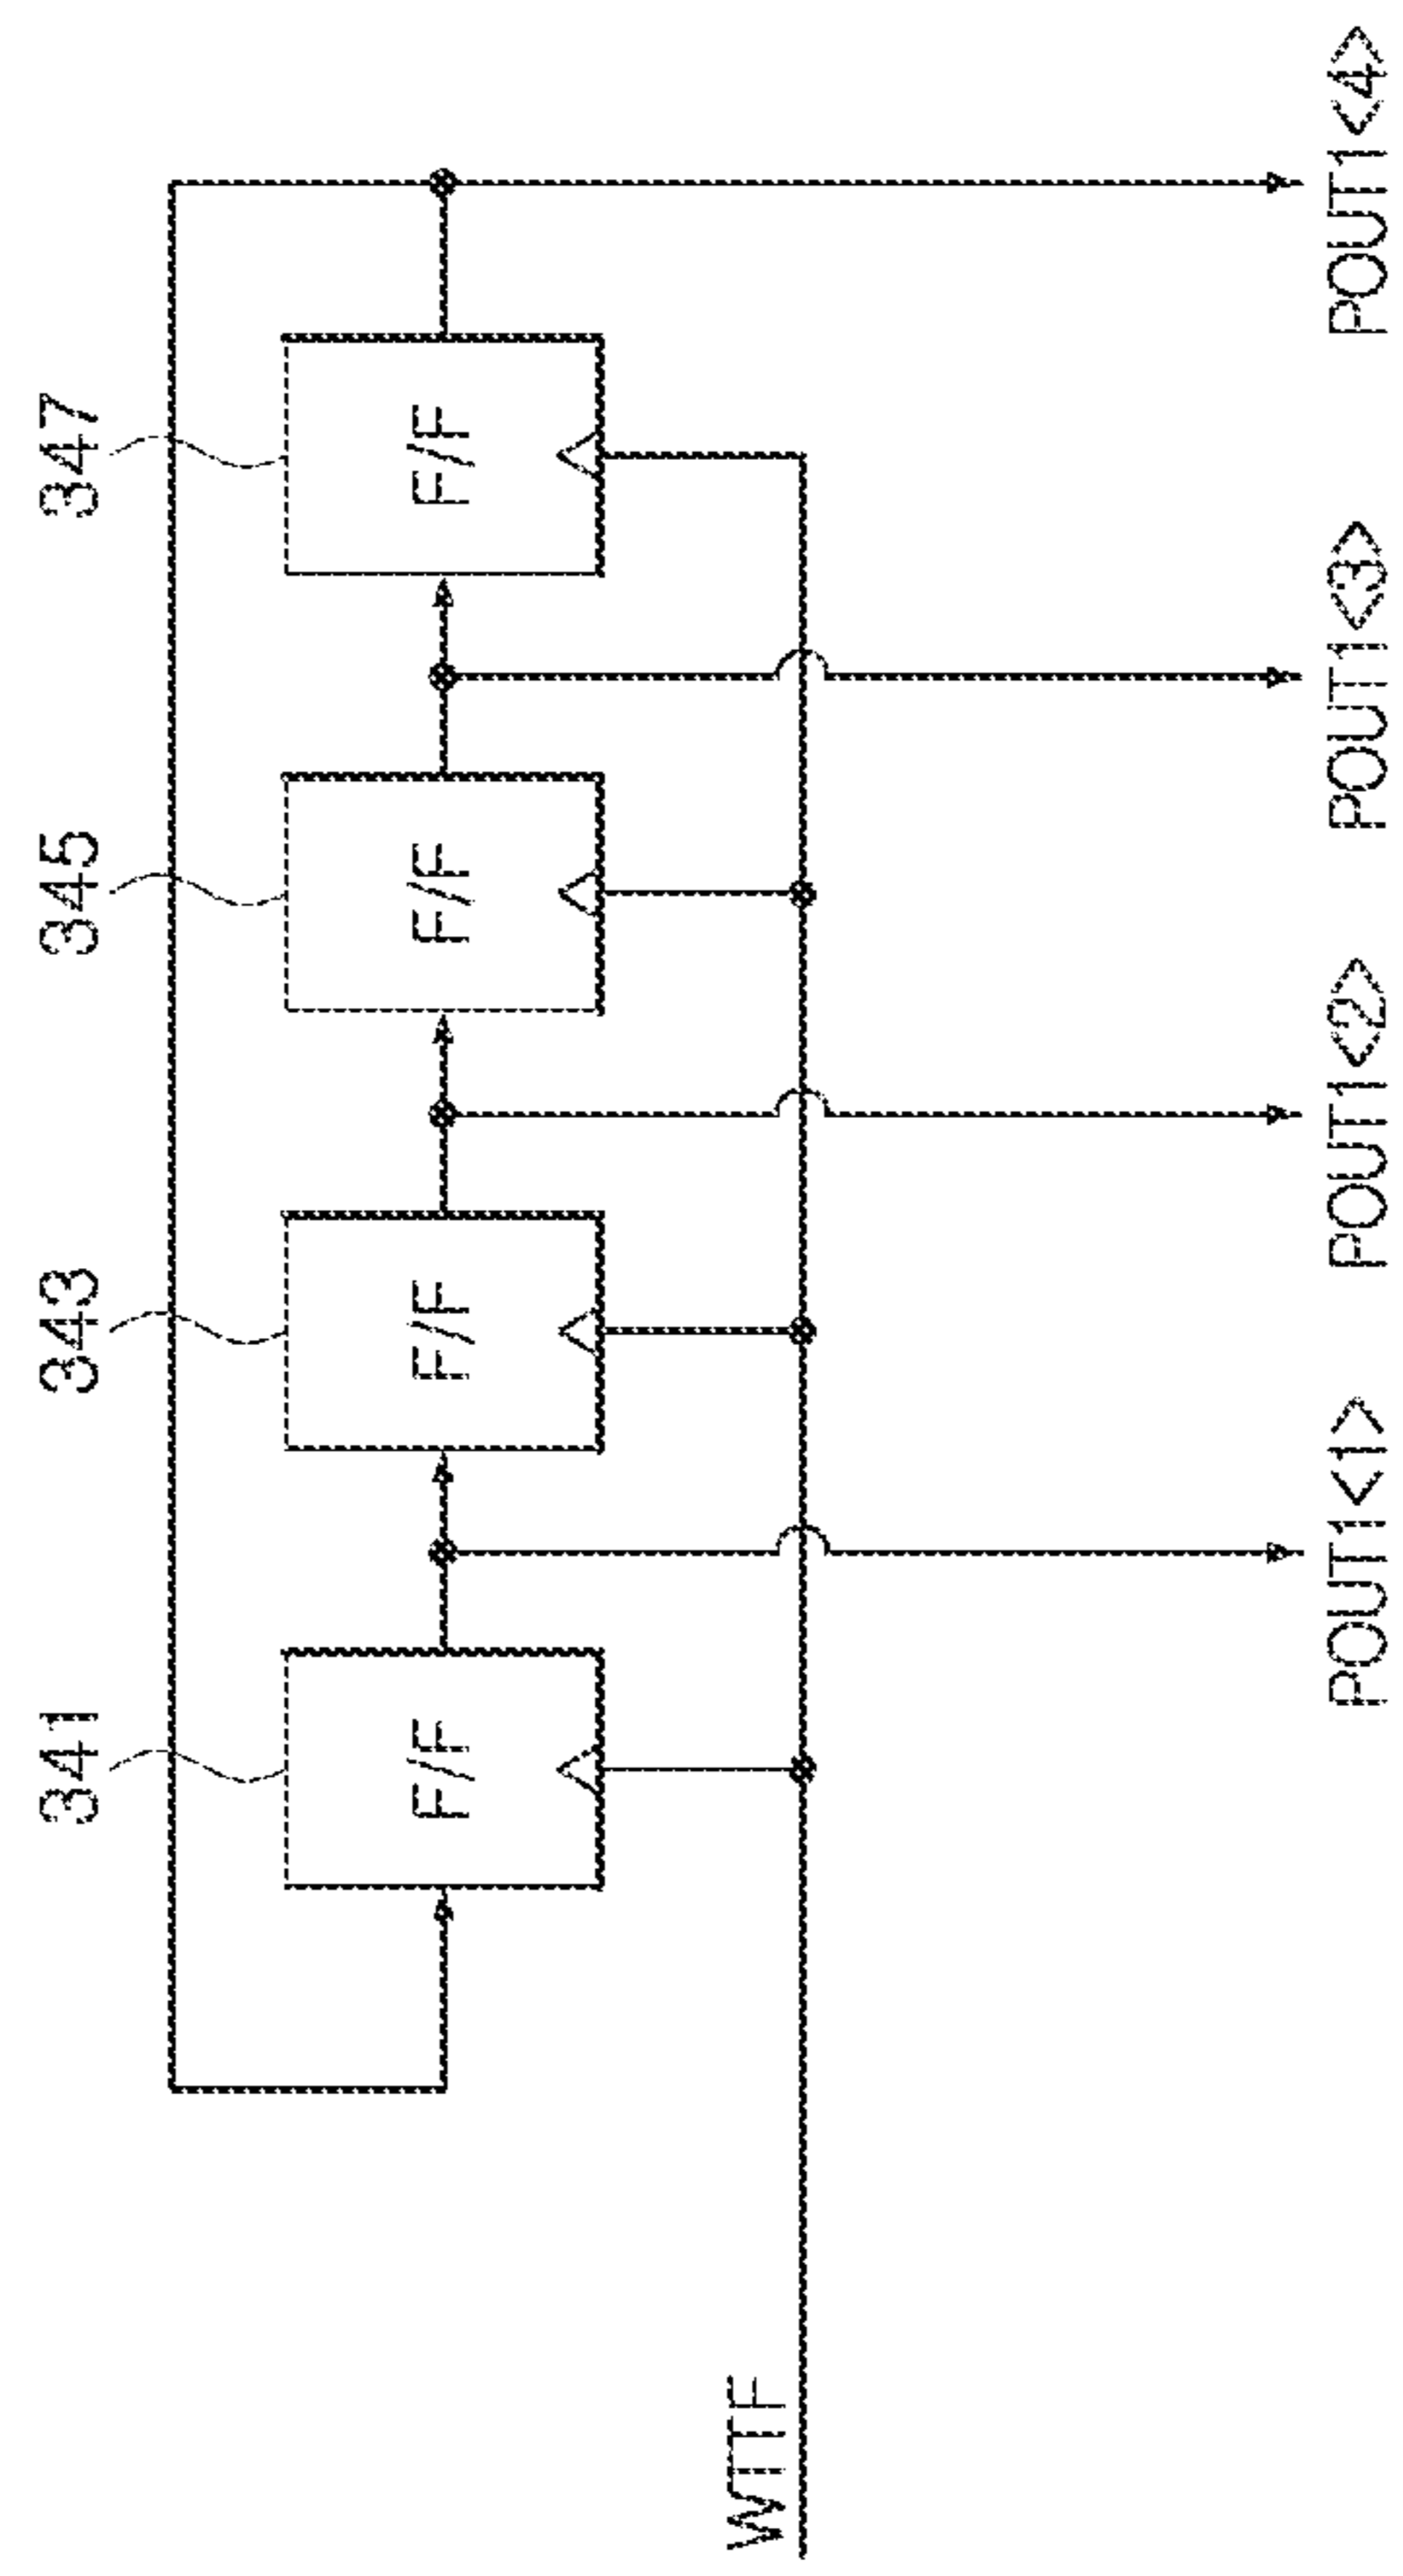 341
343
345
347
F/F
F/F
F/F
F/F
WTTF
POUT1<1>
POUT1<2>
POUT1<3>
POUT1<4>